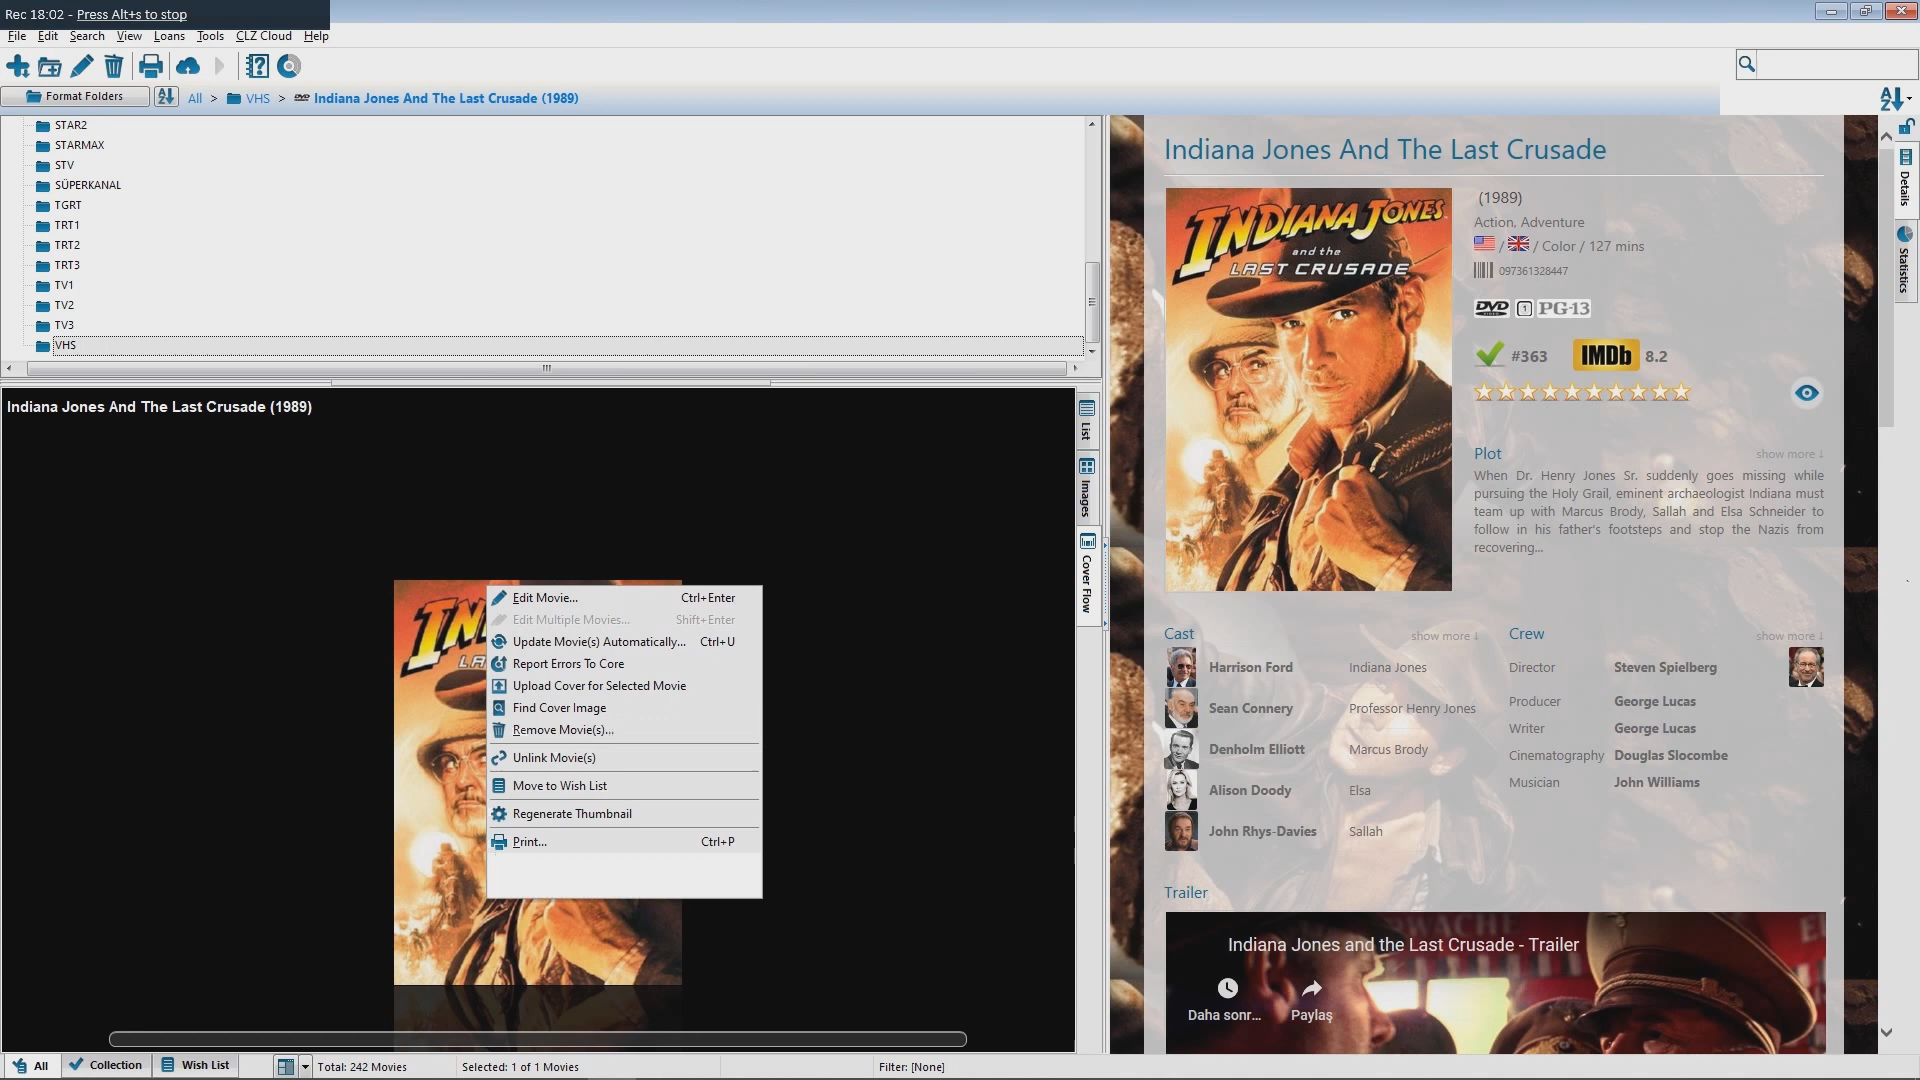 Rec 18:02 - Press Alt+s to stop
File Edit Search View Loans Tools CLZ Cloud Help
Format Folders
All > VHS > Indiana Jones And The Last Crusade (1989)
STAR2
STARMAX
STV
SÜPERKANAL
TGRT
TRT1
TRT2
TRT3
TV1
TV2
TV3
VHS
Indiana Jones And The Last Crusade (1989)
List
Images
Cover Flow
Edit Movie... Ctrl+Enter
Edit Multiple Movies... Shift+Enter
Update Movie(s) Automatically... Ctrl+U
Report Errors To Core
Upload Cover for Selected Movie
Find Cover Image
Remove Movie(s)...
Unlink Movie(s)
Move to Wish List
Regenerate Thumbnail
Print... Ctrl+P
Indiana Jones And The Last Crusade
INDIANA JONES
and the
LAST CRUSADE
(1989)
Action, Adventure
/ / Color / 127 mins
097361328447
DVD 1 PG-13
#363 IMDb 8.2
Plot show more ↓
When Dr. Henry Jones Sr. suddenly goes missing while
pursuing the Holy Grail, eminent archaeologist Indiana must
team up with Marcus Brody, Sallah and Elsa Schneider to
follow in his father's footsteps and stop the Nazis from
recovering...
Cast show more ↓
Harrison Ford Indiana Jones
Sean Connery Professor Henry Jones
Denholm Elliott Marcus Brody
Alison Doody Elsa
John Rhys-Davies Sallah
Crew show more ↓
Director Steven Spielberg
Producer George Lucas
Writer George Lucas
Cinematography Douglas Slocombe
Musician John Williams
Trailer
Indiana Jones and the Last Crusade - Trailer
Daha sonr... Paylaş
Details
Statistics
All Collection Wish List Total: 242 Movies Selected: 1 of 1 Movies Filter: [None]